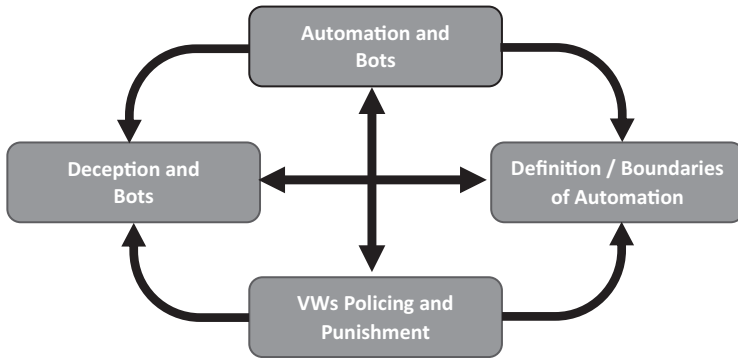 Automation and
Bots
Deception and
Bots
Definition / Boundaries
of Automation
VWs Policing and
Punishment